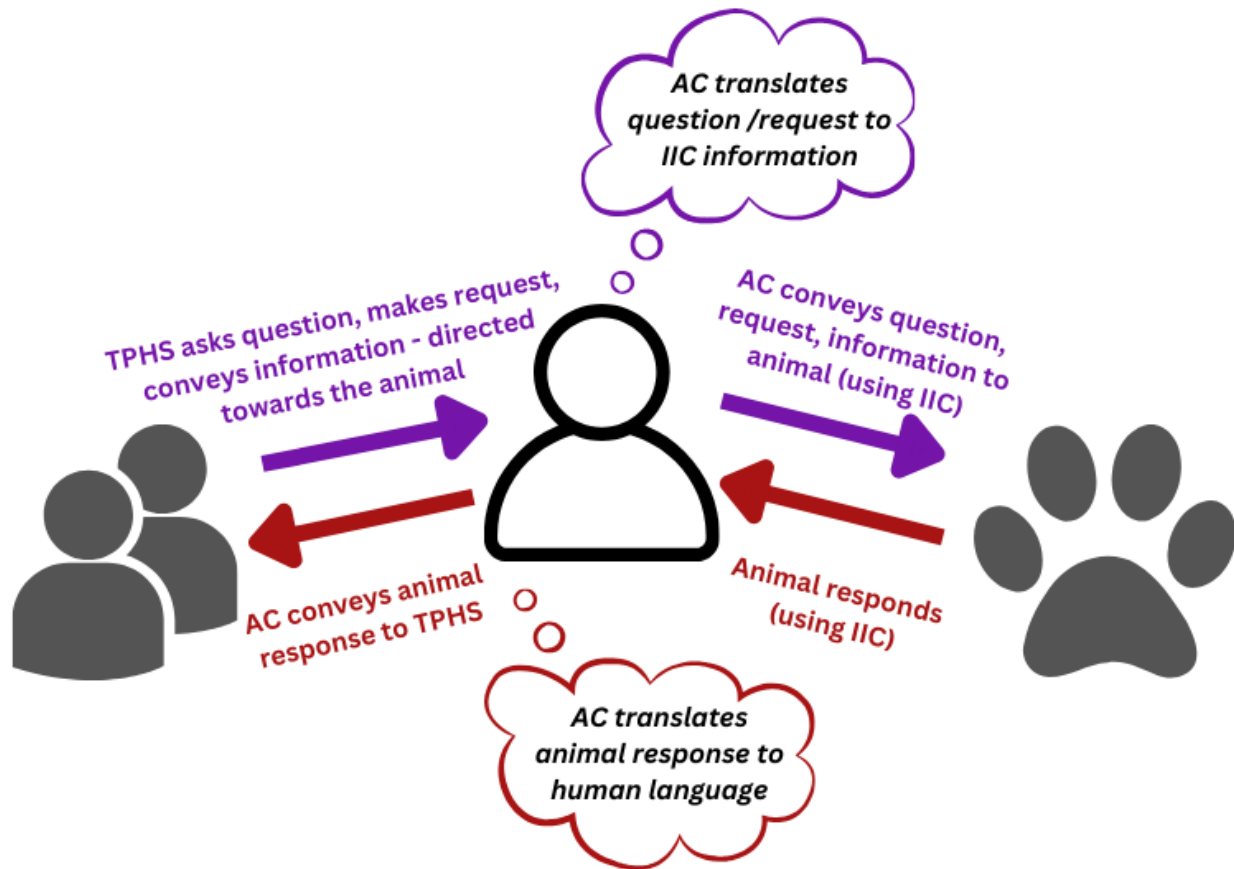 AC translates
question /request to
IIC information
TPHS asks question, makes request,
conveys information - directed
towards the animal
AC conveys question,
request, information to
animal (using IIC)
AC conveys animal
response to TPHS
Animal responds
(using IIC)
AC translates
animal response to
human language